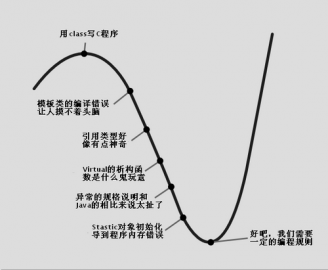 用class写C程序
模板类的编译错误
让人摸不着头脑
引用类型好
像有点神奇
Virtual的析构函
数是什么鬼玩意
异常的规格说明和
Java的相比来说太扯了
Stastic对象初始化
导到程序内存错误
好吧，我们需要
一定的编程规则